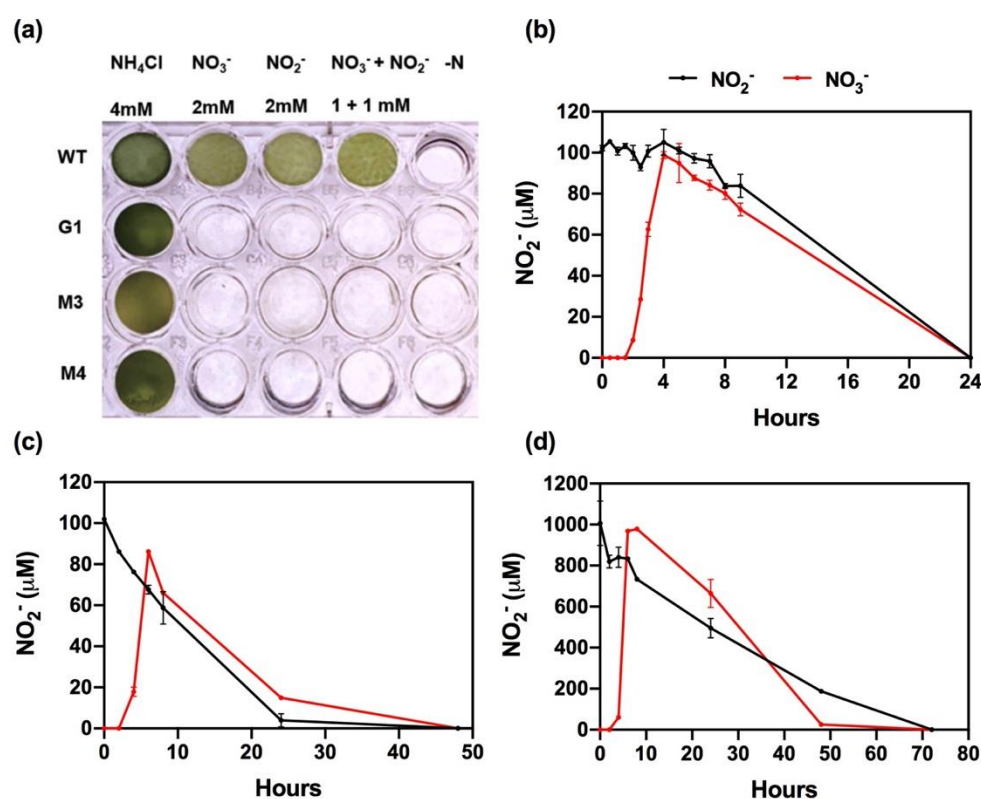 (a)
NH₄Cl NO₃⁻ NO₂⁻ NO₃⁻ + NO₂⁻ -N
4mM 2mM 2mM 1 + 1 mM
WT
G1
M3
M4
(b)
NO₂⁻ NO₃⁻
120
100
80
60
40
20
0
NO₂⁻ (μM)
0 4 8 12 16 20 24
Hours
(c)
120
100
80
60
40
20
0
NO₂⁻ (μM)
0 10 20 30 40 50
Hours
(d)
1200
1000
800
600
400
200
0
NO₂⁻ (μM)
0 10 20 30 40 50 60 70 80
Hours